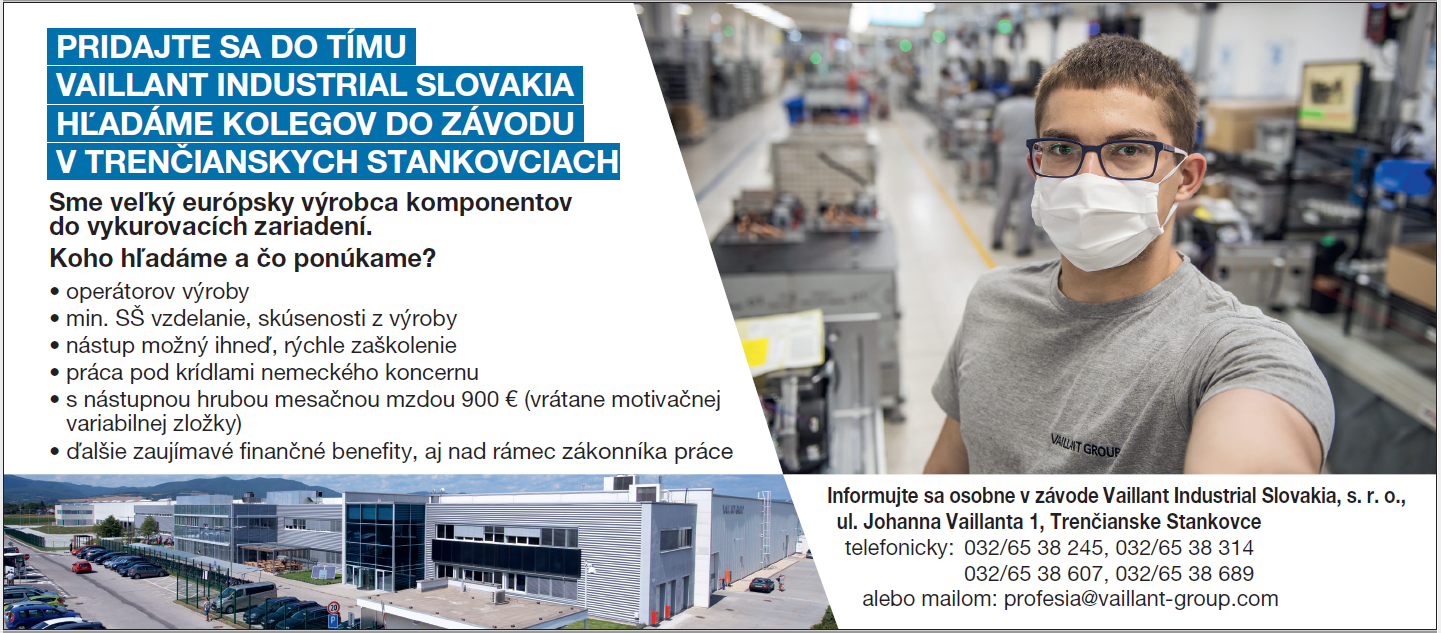 PRIDAJTE SA DO TÍMU
VAILLANT INDUSTRIAL SLOVAKIA
HĽADÁME KOLEGOV DO ZÁVODU
V TRENČIANSKYCH STANKOVCIACH
Sme veľký európsky výrobca komponentov
do vykurovacích zariadení.
Koho hľadáme a čo ponúkame?
• operátorov výroby
• min. SŠ vzdelanie, skúsenosti z výroby
• nástup možný ihneď, rýchle zaškolenie
• práca pod krídlami nemeckého koncernu
• s nástupnou hrubou mesačnou mzdou 900 € (vrátane motivačnej
variabilnej zložky)
• ďalšie zaujímavé finančné benefity, aj nad rámec zákonníka práce
VAILLANT GROUP
Informujte sa osobne v závode Vaillant Industrial Slovakia, s. r. o.,
ul. Johanna Vaillanta 1, Trenčianske Stankovce
telefonicky: 032/65 38 245, 032/65 38 314
032/65 38 607, 032/65 38 689
alebo mailom: profesia@vaillant-group.com
20
P